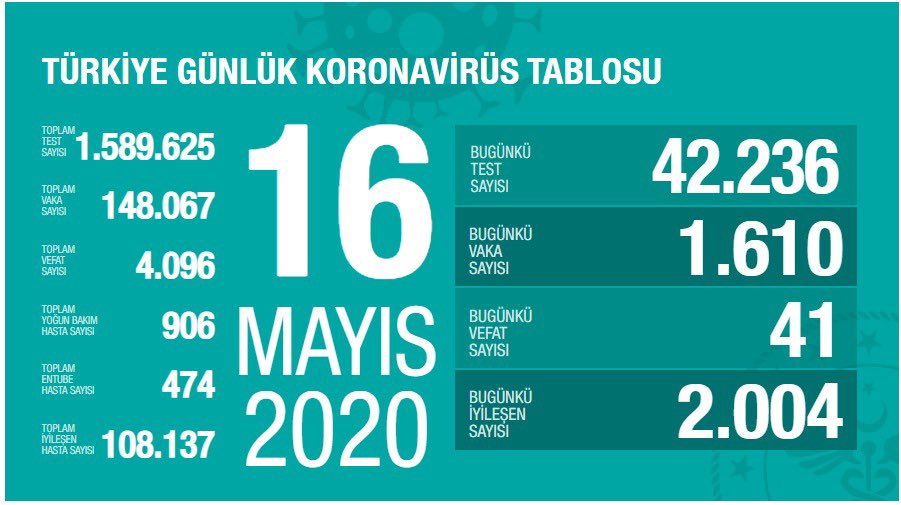 TÜRKİYE GÜNLÜK KORONAVİRÜS TABLOSU
TOPLAM
TEST
SAYISI
1.589.625
TOPLAM
VAKA
SAYISI
148.067
TOPLAM
VEFAT
SAYISI
4.096
TOPLAM
YOĞUN BAKIM
HASTA SAYISI
906
TOPLAM
ENTUBE
HASTA SAYISI
474
TOPLAM
İYİLEŞEN
HASTA SAYISI
108.137
16
MAYIS
2020
BUGÜNKÜ
TEST
SAYISI
42.236
BUGÜNKÜ
VAKA
SAYISI
1.610
BUGÜNKÜ
VEFAT
SAYISI
41
BUGÜNKÜ
İYİLEŞEN
SAYISI
2.004